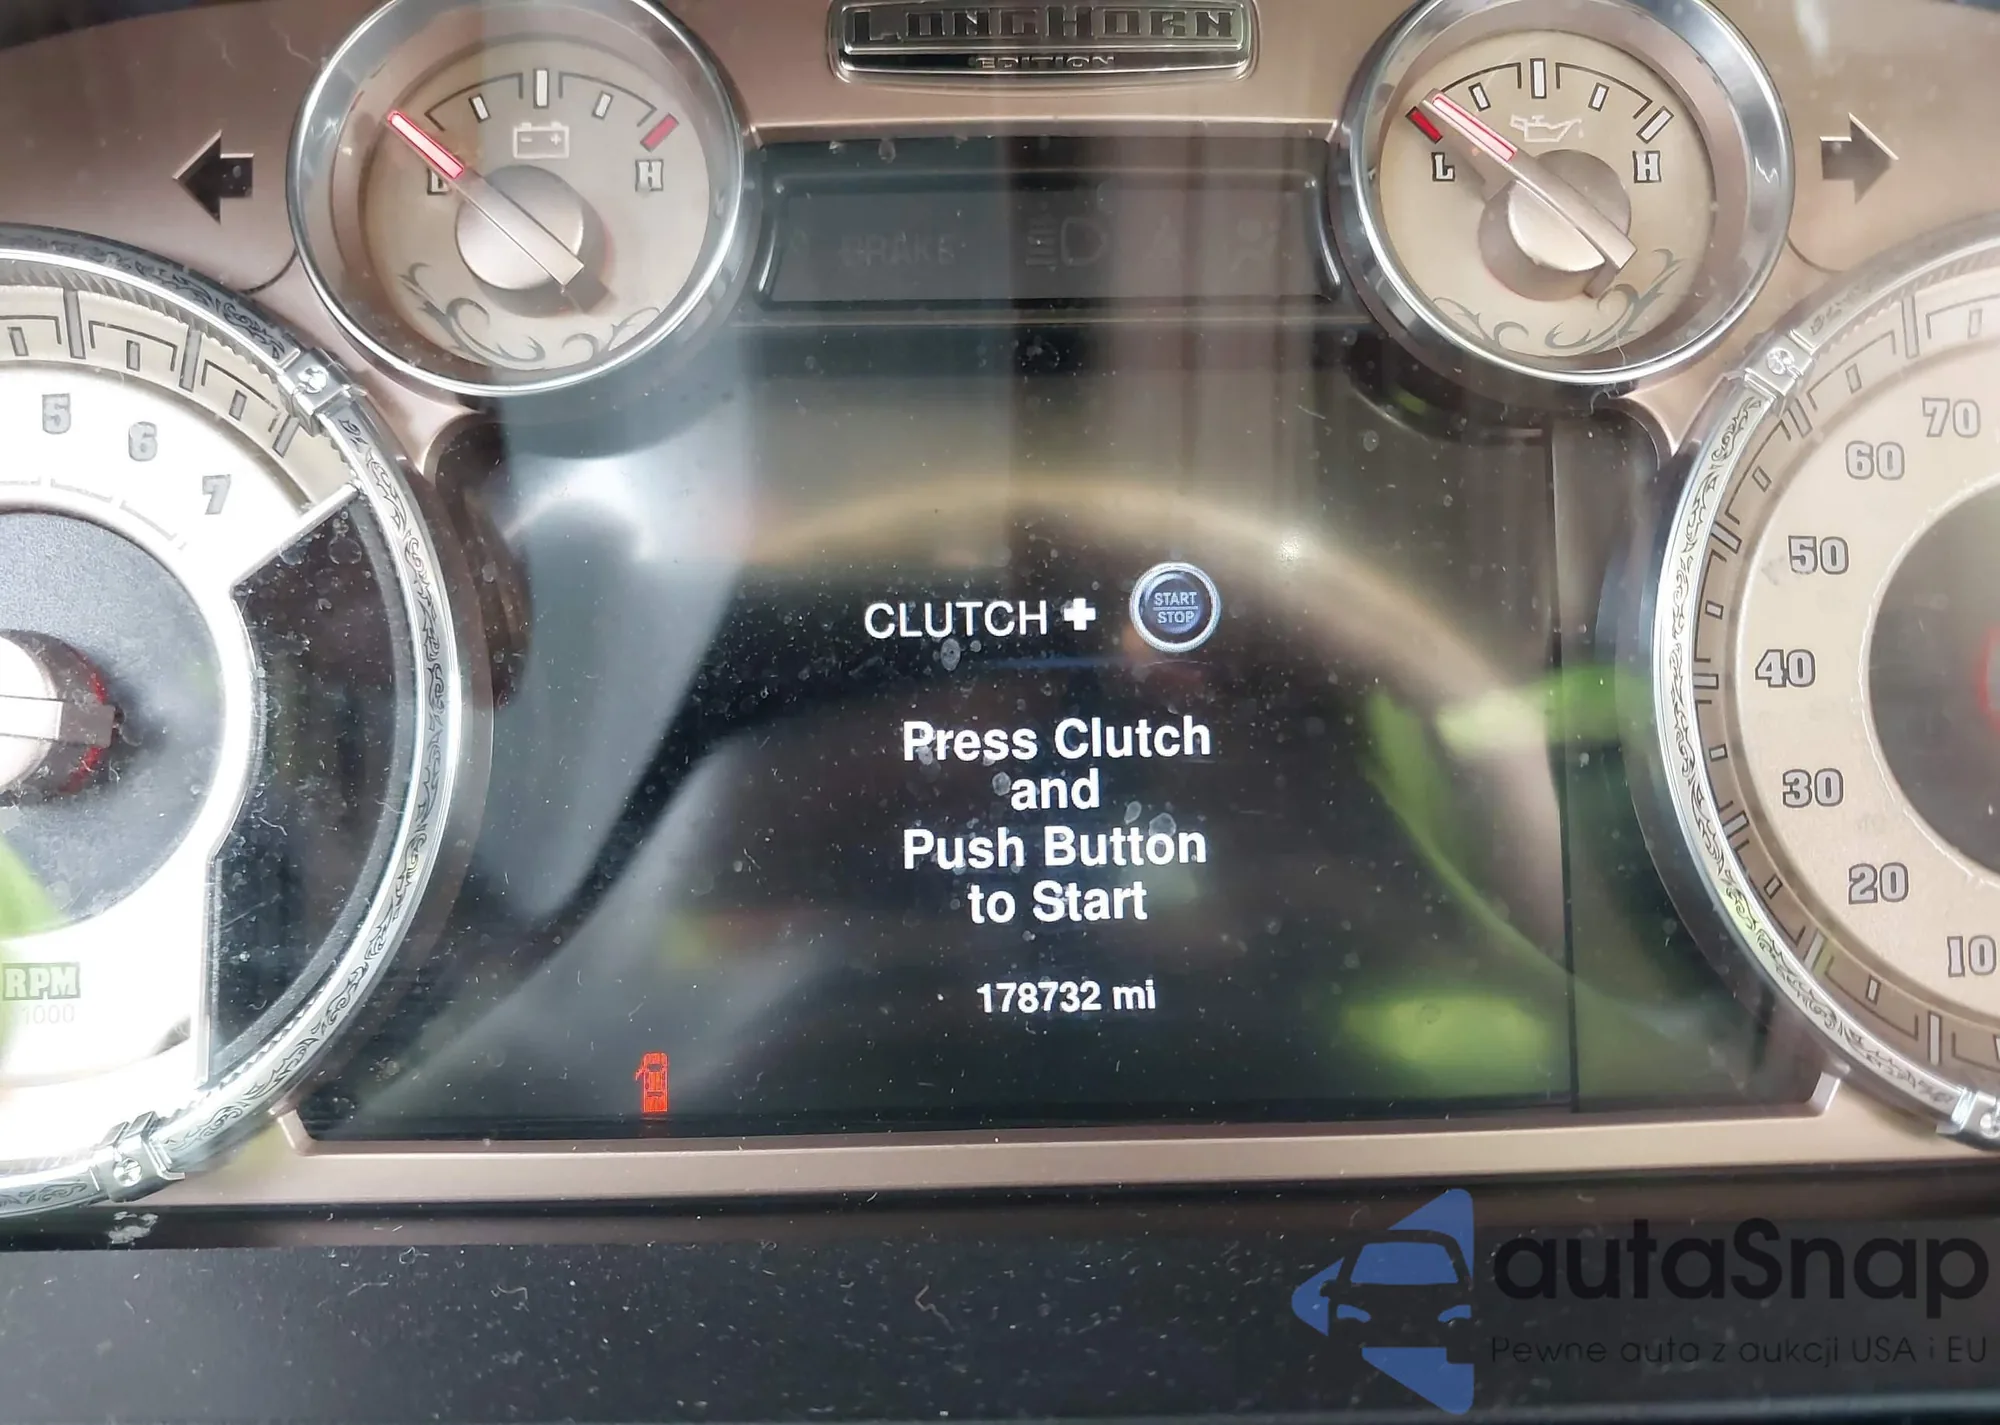 LONGHORN
EDITION
H
L
H
BRAKE
5
6
7
RPM
1000
70
60
50
40
30
20
10
CLUTCH +
START
STOP
Press Clutch
and
Push Button
to Start
178732 mi
autaSnap
Pewne auta z aukcji USA i EU